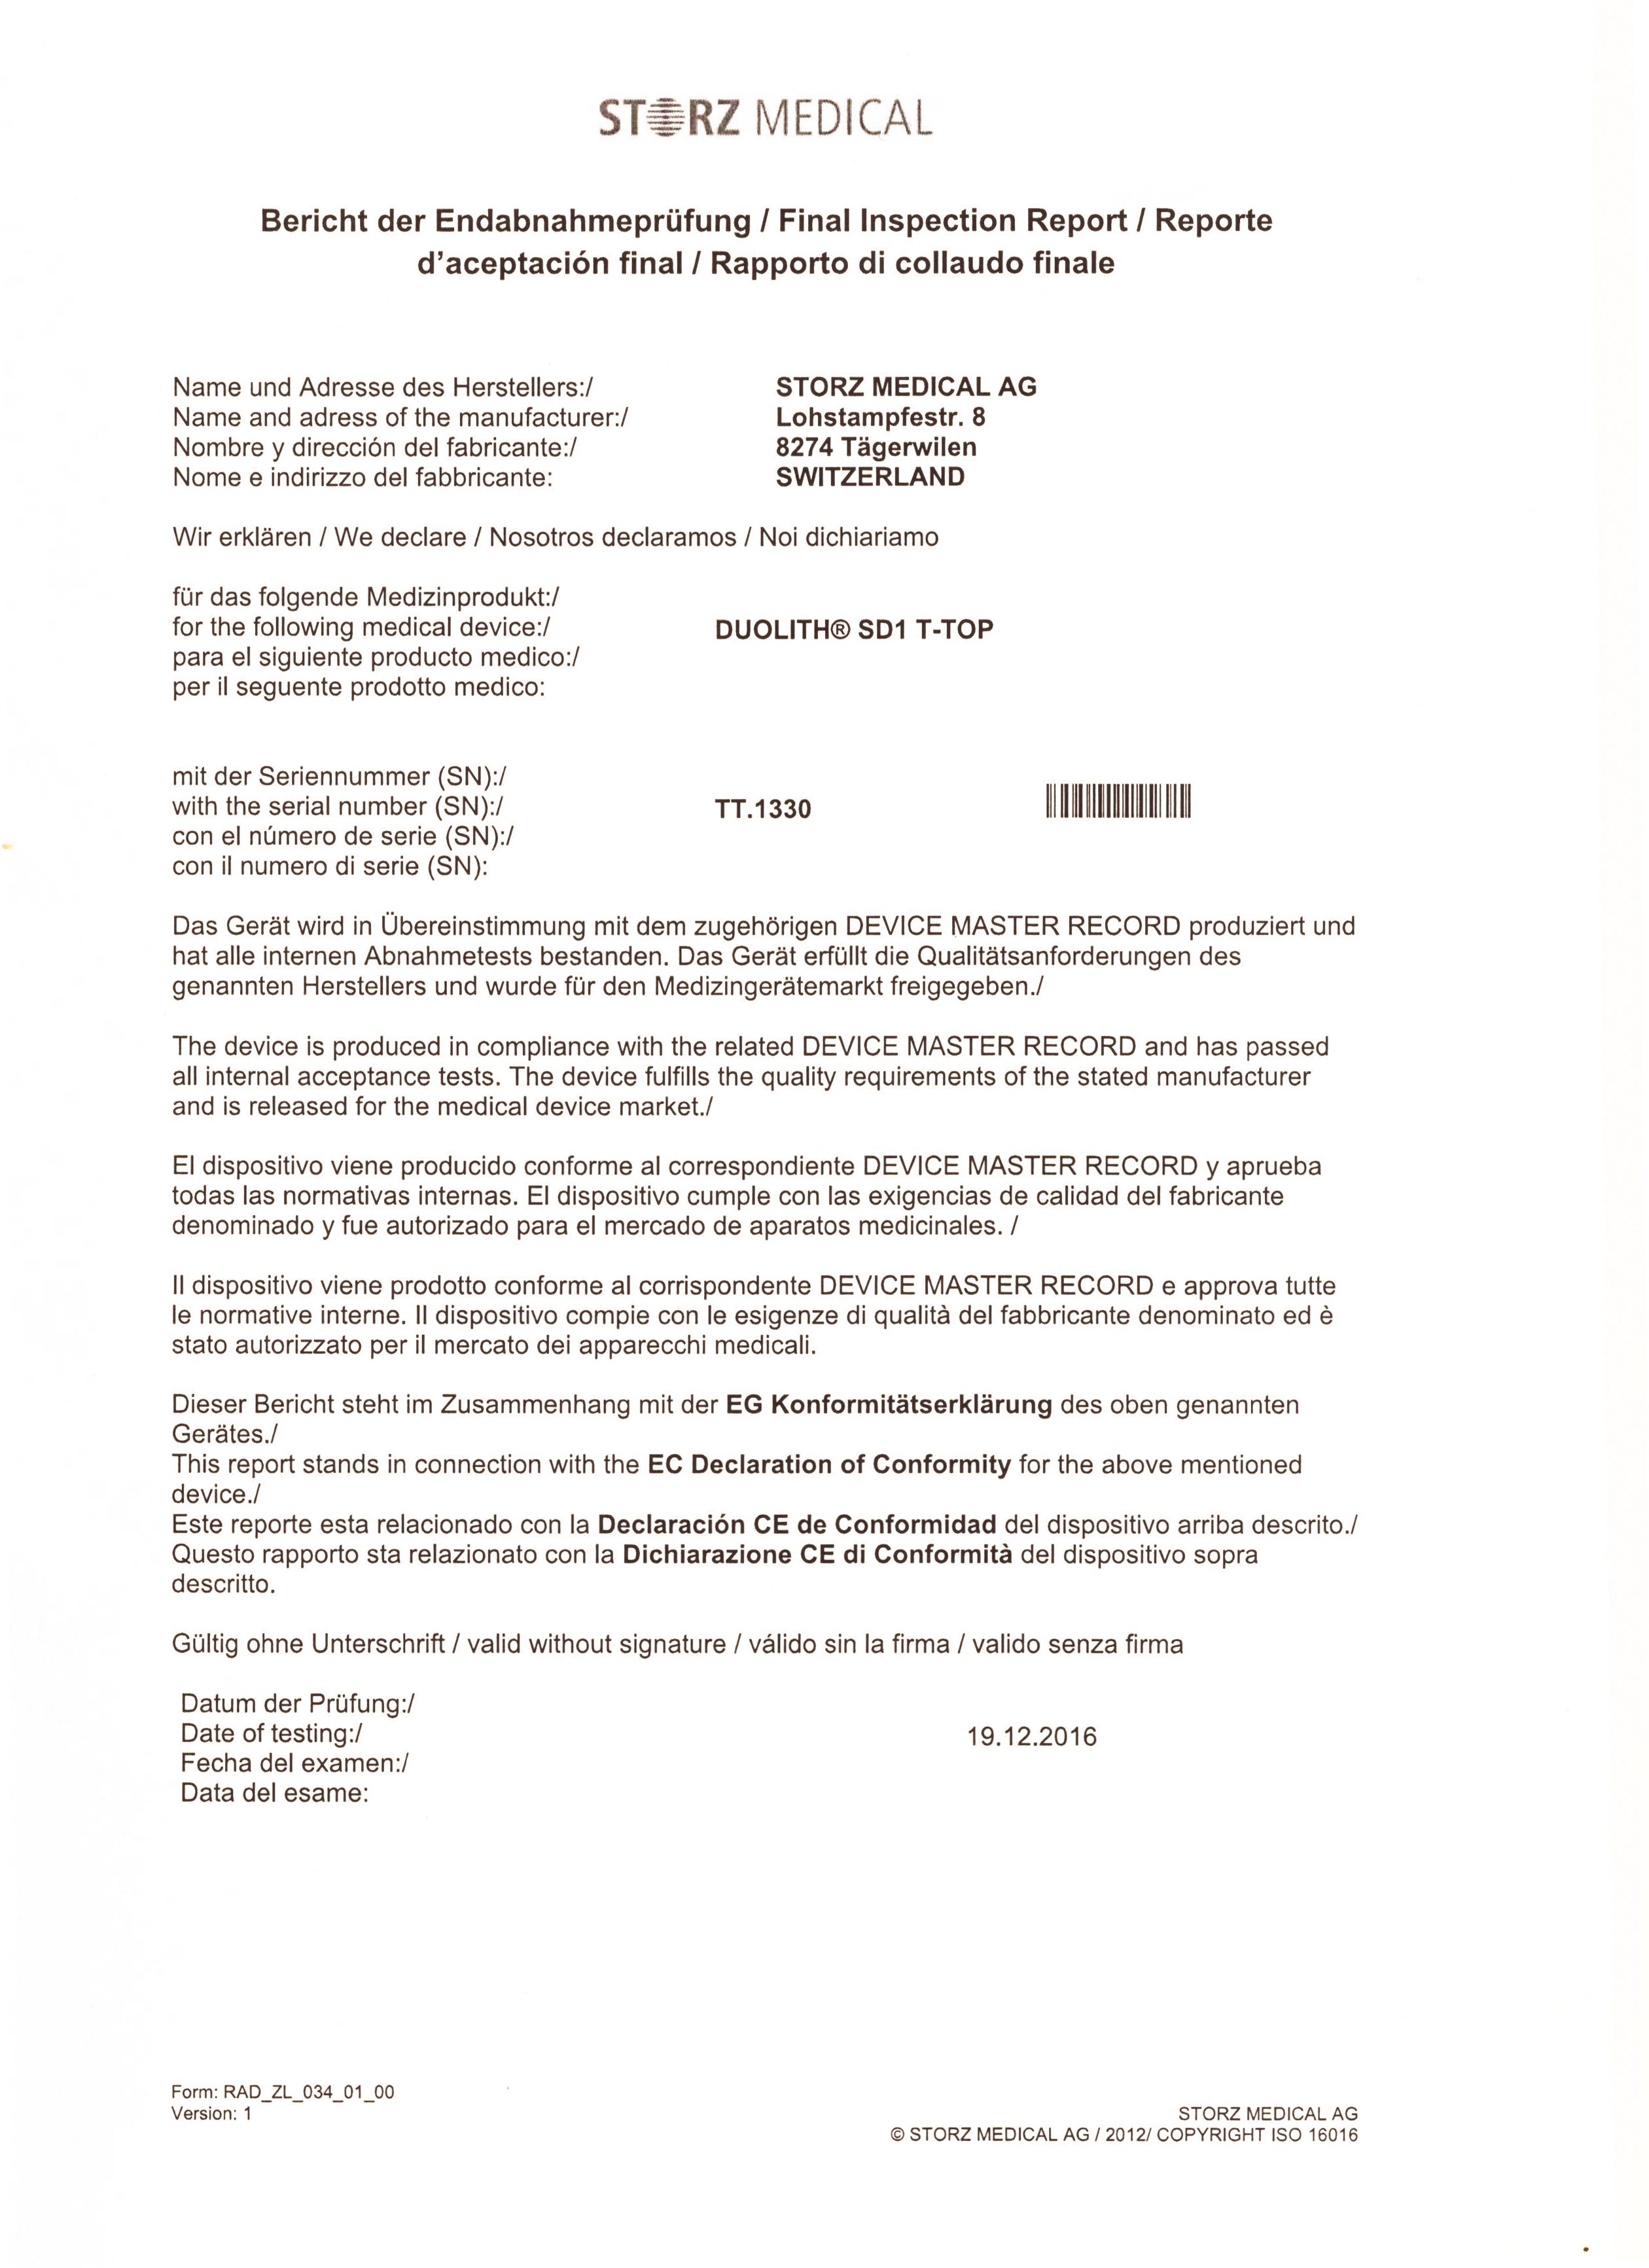 STORZ MEDICAL
Bericht der Endabnahmeprüfung / Final Inspection Report / Reporte
d’aceptación final / Rapporto di collaudo finale
Name und Adresse des Herstellers:/
Name and adress of the manufacturer:/
Nombre y dirección del fabricante:/
Nome e indirizzo del fabbricante:
STORZ MEDICAL AG
Lohstampfestr. 8
8274 Tägerwilen
SWITZERLAND
Wir erklären / We declare / Nosotros declaramos / Noi dichiariamo
für das folgende Medizinprodukt:/
for the following medical device:/
para el siguiente producto medico:/
per il seguente prodotto medico:
DUOLITH® SD1 T-TOP
mit der Seriennummer (SN):/
with the serial number (SN):/
con el número de serie (SN):/
con il numero di serie (SN):
TT.1330
Das Gerät wird in Übereinstimmung mit dem zugehörigen DEVICE MASTER RECORD produziert und
hat alle internen Abnahmetests bestanden. Das Gerät erfüllt die Qualitätsanforderungen des
genannten Herstellers und wurde für den Medizingerätemarkt freigegeben./
The device is produced in compliance with the related DEVICE MASTER RECORD and has passed
all internal acceptance tests. The device fulfills the quality requirements of the stated manufacturer
and is released for the medical device market./
El dispositivo viene producido conforme al correspondiente DEVICE MASTER RECORD y aprueba
todas las normativas internas. El dispositivo cumple con las exigencias de calidad del fabricante
denominado y fue autorizado para el mercado de aparatos medicinales. /
Il dispositivo viene prodotto conforme al corrispondente DEVICE MASTER RECORD e approva tutte
le normative interne. Il dispositivo compie con le esigenze di qualità del fabbricante denominato ed è
stato autorizzato per il mercato dei apparecchi medicali.
Dieser Bericht steht im Zusammenhang mit der EG Konformitätserklärung des oben genannten
Gerätes./
This report stands in connection with the EC Declaration of Conformity for the above mentioned
device./
Este reporte esta relacionado con la Declaración CE de Conformidad del dispositivo arriba descrito./
Questo rapporto sta relazionato con la Dichiarazione CE di Conformità del dispositivo sopra
descritto.
Gültig ohne Unterschrift / valid without signature / válido sin la firma / valido senza firma
Datum der Prüfung:/
Date of testing:/
Fecha del examen:/
Data del esame:
19.12.2016
Form: RAD_ZL_034_01_00
Version: 1
STORZ MEDICAL AG
© STORZ MEDICAL AG / 2012/ COPYRIGHT ISO 16016